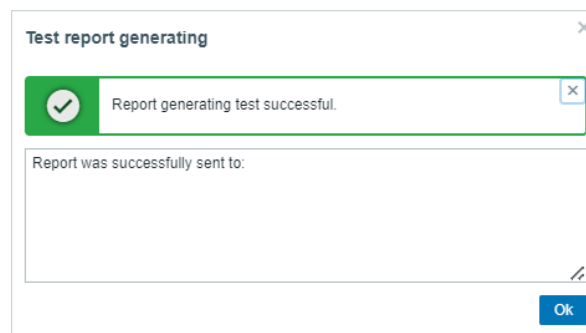 Test report generating
Report generating test successful.
Report was successfully sent to:
Ok